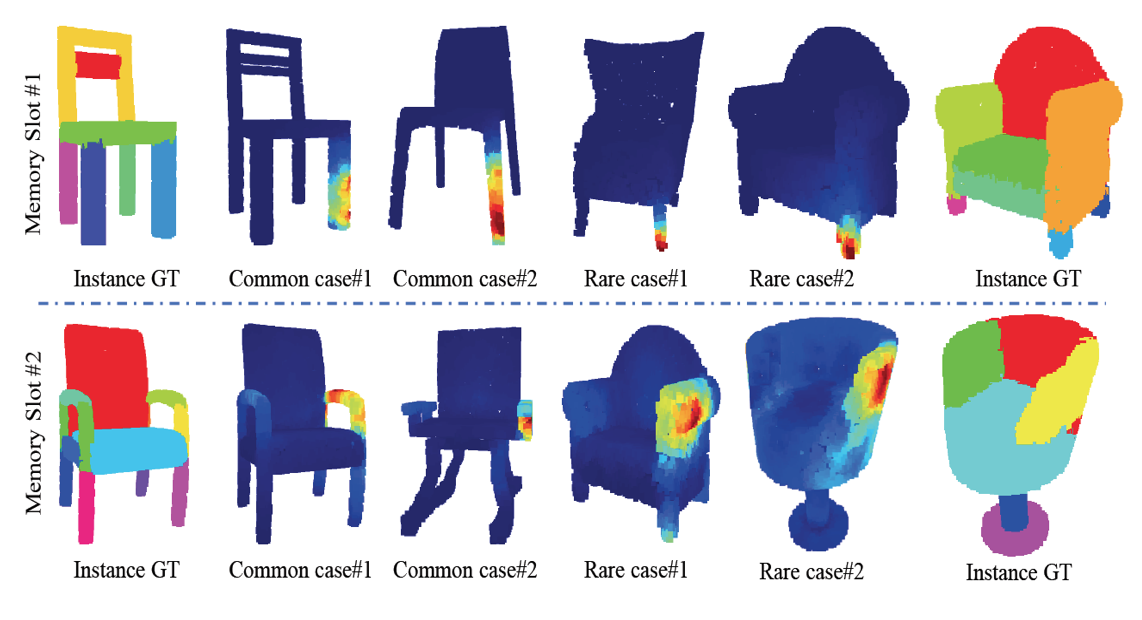 Memory Slot #1
Instance GT
Common case#1
Common case#2
Rare case#1
Rare case#2
Instance GT
Memory Slot #2
Instance GT
Common case#1
Common case#2
Rare case#1
Rare case#2
Instance GT